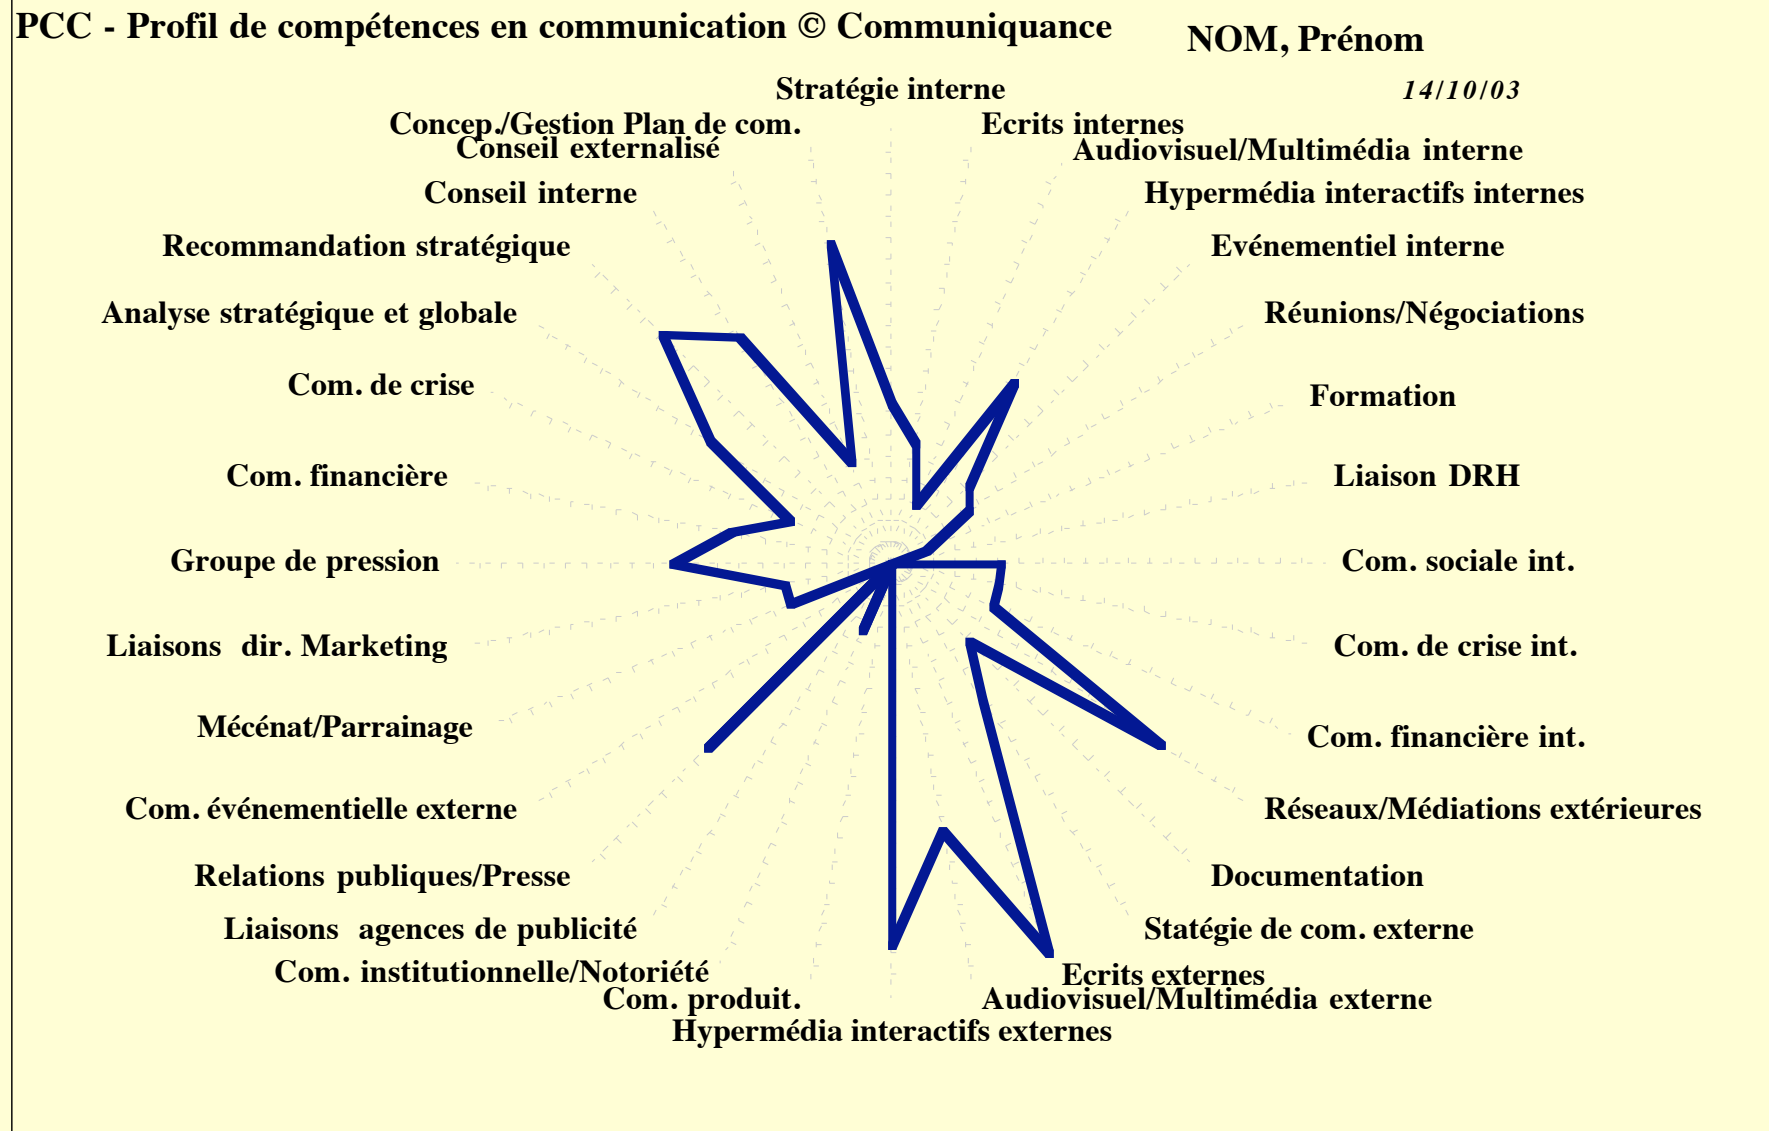 PCC - Profil de compétences en communication © Communiquance
NOM, Prénom
14/10/03
Stratégie interne
Ecrits internes
Audiovisuel/Multimédia interne
Hypermédia interactifs internes
Evénementiel interne
Réunions/Négociations
Formation
Liaison DRH
Com. sociale int.
Com. de crise int.
Com. financière int.
Réseaux/Médiations extérieures
Documentation
Statégie de com. externe
Ecrits externes
Audiovisuel/Multimédia externe
Hypermédia interactifs externes
Com. produit.
Com. institutionnelle/Notoriété
Liaisons agences de publicité
Relations publiques/Presse
Com. événementielle externe
Mécénat/Parrainage
Liaisons dir. Marketing
Groupe de pression
Com. financière
Com. de crise
Analyse stratégique et globale
Recommandation stratégique
Conseil interne
Conseil externalisé
Concep./Gestion Plan de com.